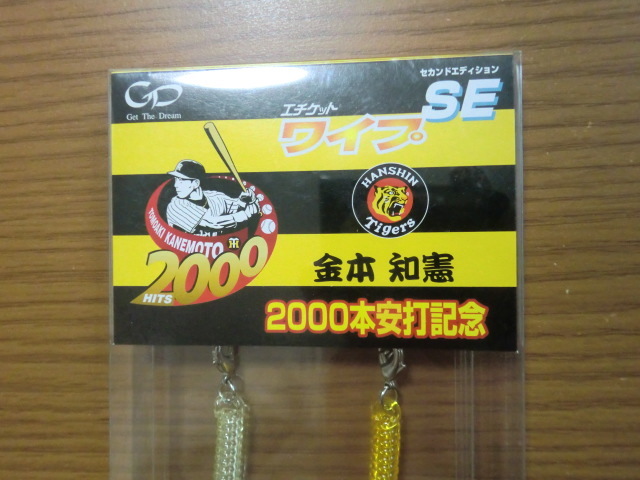 セカンドエディション
SE
GD
Get The Dream
エチケット
ワイプ
HANSHIN
Tigers
TOMOAKI KANEMOTO
2000
HITS
金本 知憲
2000本安打記念